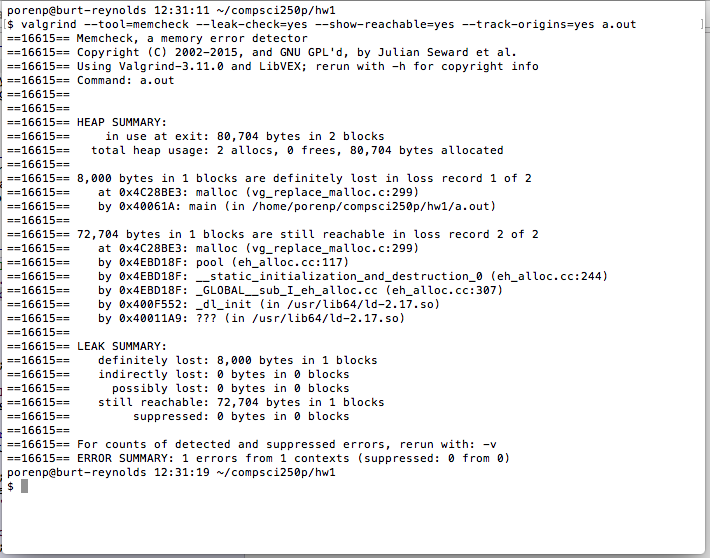 porenp@burt-reynolds 12:31:11 ~/compsci250p/hw1
$ valgrind --tool=memcheck --leak-check=yes --show-reachable=yes --track-origins=yes a.out
==16615== Memcheck, a memory error detector
==16615== Copyright (C) 2002-2015, and GNU GPL'd, by Julian Seward et al.
==16615== Using Valgrind-3.11.0 and LibVEX; rerun with -h for copyright info
==16615== Command: a.out
==16615==
==16615==
==16615== HEAP SUMMARY:
==16615==     in use at exit: 80,704 bytes in 2 blocks
==16615==   total heap usage: 2 allocs, 0 frees, 80,704 bytes allocated
==16615==
==16615== 8,000 bytes in 1 blocks are definitely lost in loss record 1 of 2
==16615==    at 0x4C28BE3: malloc (vg_replace_malloc.c:299)
==16615==    by 0x40061A: main (in /home/porenp/compsci250p/hw1/a.out)
==16615==
==16615== 72,704 bytes in 1 blocks are still reachable in loss record 2 of 2
==16615==    at 0x4C28BE3: malloc (vg_replace_malloc.c:299)
==16615==    by 0x4EBD18F: pool (eh_alloc.cc:117)
==16615==    by 0x4EBD18F: __static_initialization_and_destruction_0 (eh_alloc.cc:244)
==16615==    by 0x4EBD18F: _GLOBAL__sub_I_eh_alloc.cc (eh_alloc.cc:307)
==16615==    by 0x400F552: _dl_init (in /usr/lib64/ld-2.17.so)
==16615==    by 0x40011A9: ??? (in /usr/lib64/ld-2.17.so)
==16615==
==16615== LEAK SUMMARY:
==16615==    definitely lost: 8,000 bytes in 1 blocks
==16615==    indirectly lost: 0 bytes in 0 blocks
==16615==      possibly lost: 0 bytes in 0 blocks
==16615==    still reachable: 72,704 bytes in 1 blocks
==16615==         suppressed: 0 bytes in 0 blocks
==16615==
==16615== For counts of detected and suppressed errors, rerun with: -v
==16615== ERROR SUMMARY: 1 errors from 1 contexts (suppressed: 0 from 0)
porenp@burt-reynolds 12:31:19 ~/compsci250p/hw1
$